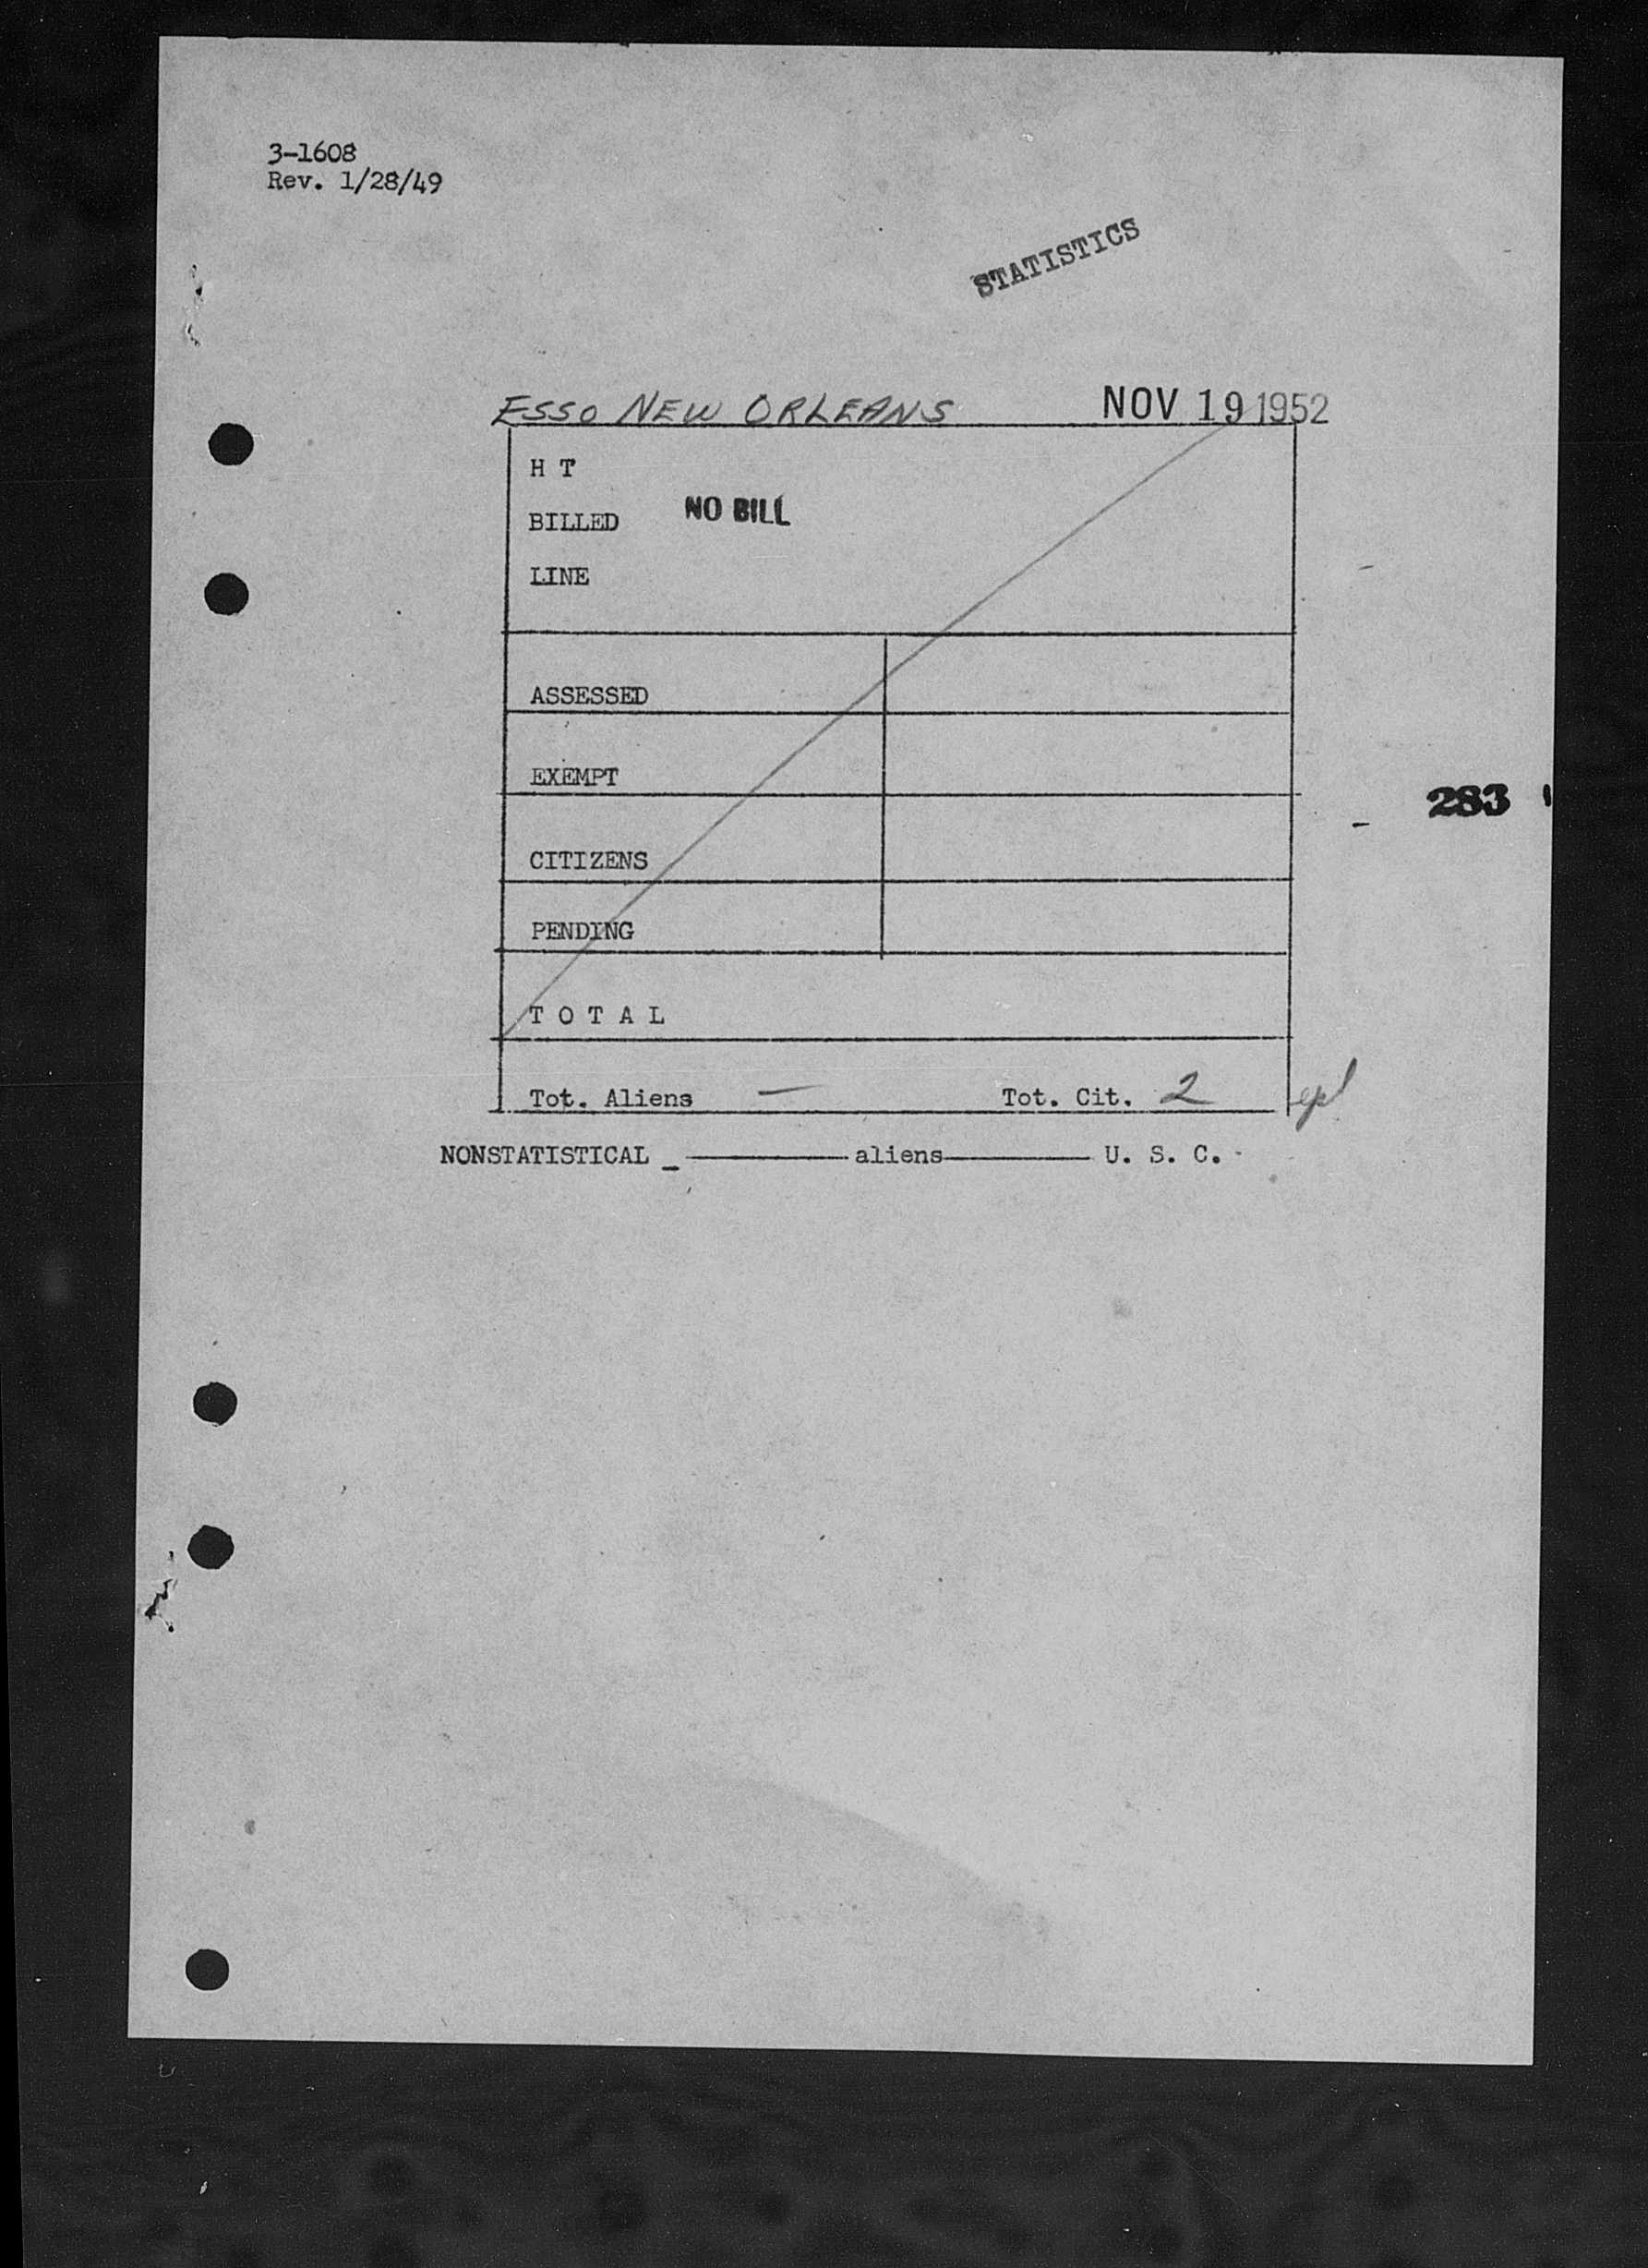 3-1608
Rev. 1/28/49
STATISTICS
ESSO NEW ORLEANS NOV 19 1952
H T
BILLED NO BILL
LINE
ASSESSED
EXEMPT
283
CITIZENS
PENDING
T O T A L
Tot. Aliens — Tot. Cit. 2
NONSTATISTICAL _ ———— aliens———— U. S. C.